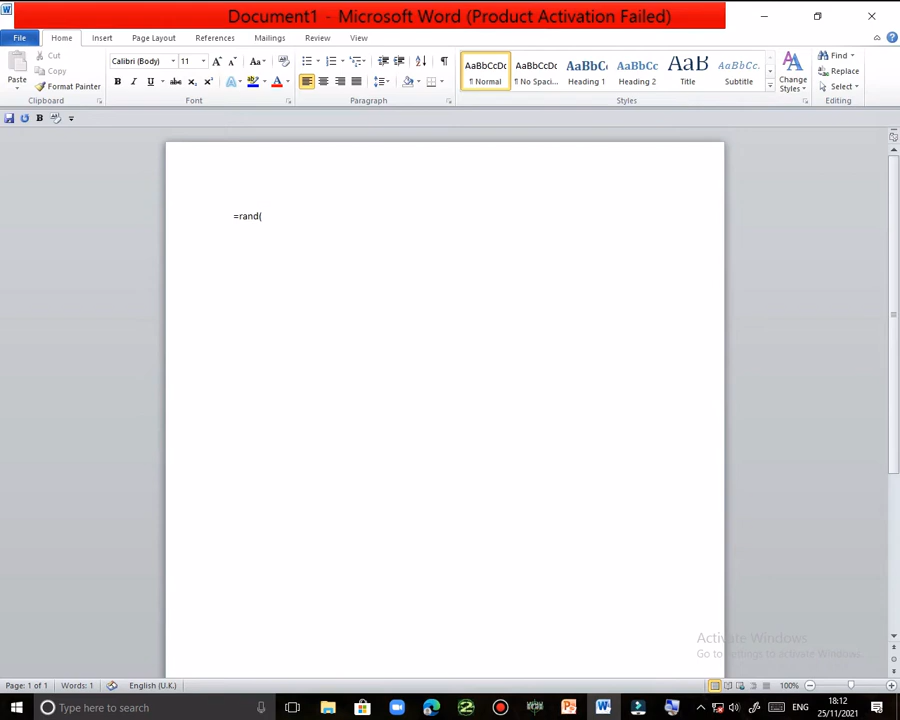 Document1 - Microsoft Word (Product Activation Failed)
File Home Insert Page Layout References Mailings Review View
Cut
Copy
Format Painter
Paste
Clipboard
Calibri (Body) 11
Font
Paragraph
AaBbCcDc AaBbCcDc AaBbC AaBbCc AaB AaBbCc.
¶ Normal ¶ No Spaci... Heading 1 Heading 2 Title Subtitle
Styles
Change
Styles
Find
Replace
Select
Editing
=rand(
Activate Windows
Go to Settings to activate Windows.
Page: 1 of 1 Words: 1 English (U.K.) 100%
Type here to search
ENG
18:12
25/11/2021